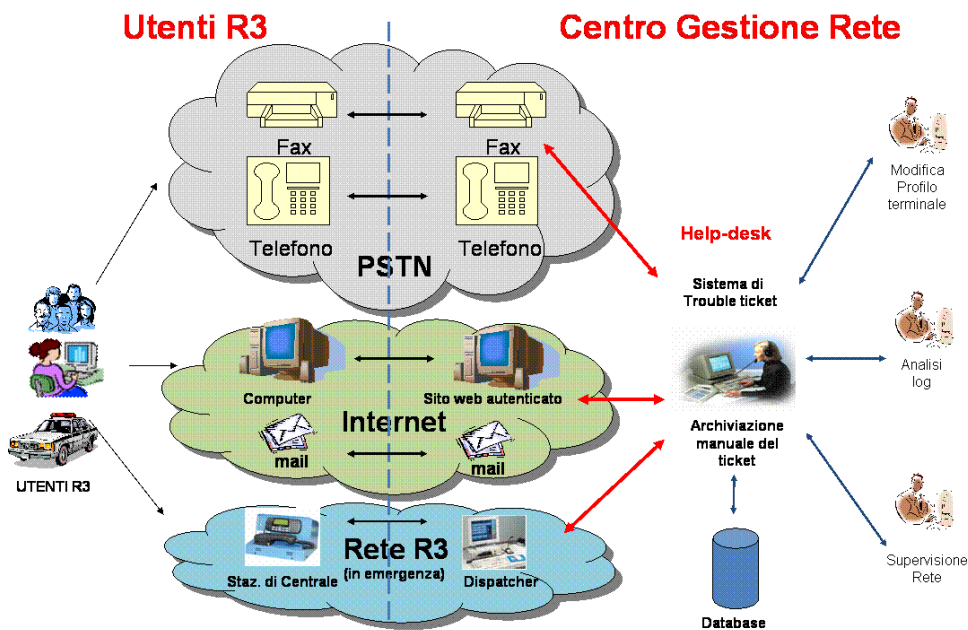 Utenti R3
Centro Gestione Rete
Fax
Fax
Telefono
Telefono
PSTN
Modifica
Profilo
terminale
Help-desk
Sistema di
Trouble ticket
Computer
Sito web autenticato
Internet
mail
mail
Analisi
log
Archiviazione
manuale del
ticket
UTENTI R3
Rete R3
(in emergenza)
Staz. di Centrale
Dispatcher
Supervisione
Rete
Database